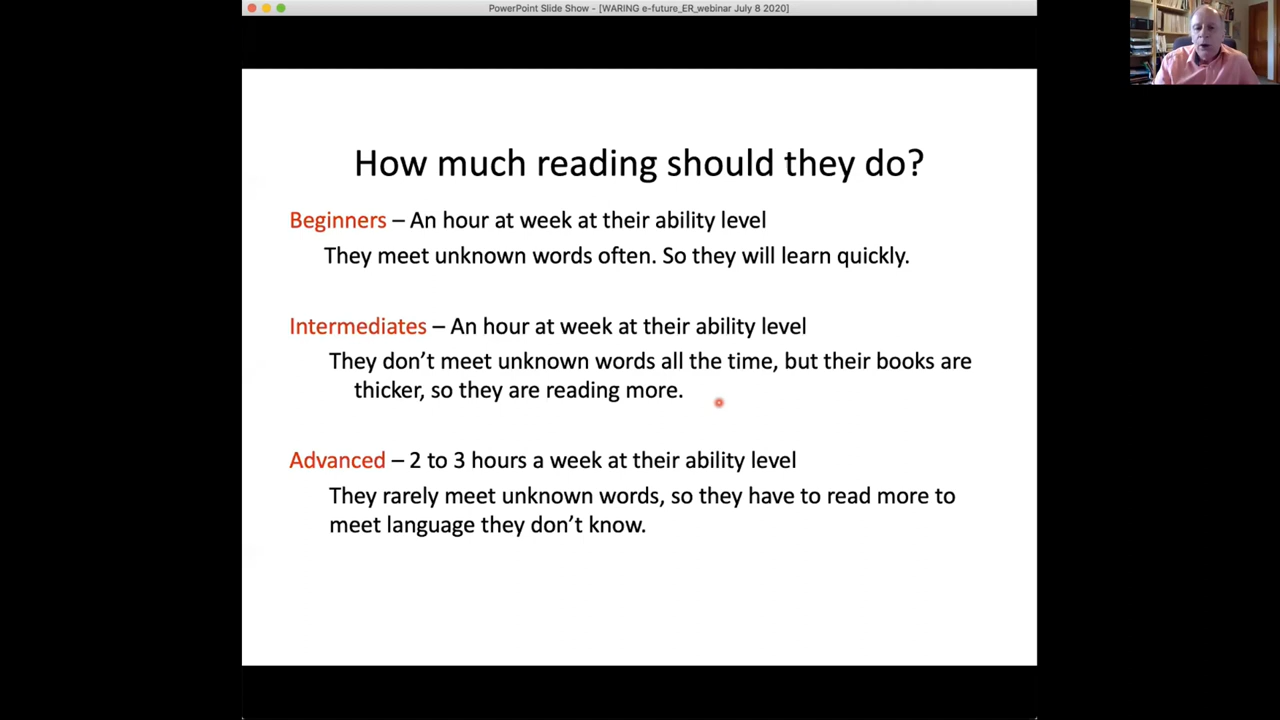 PowerPoint Slide Show - [WARING e-future_ER_webinar July 8 2020]
How much reading should they do?
Beginners – An hour at week at their ability level
They meet unknown words often. So they will learn quickly.
Intermediates – An hour at week at their ability level
They don't meet unknown words all the time, but their books are
thicker, so they are reading more.
Advanced – 2 to 3 hours a week at their ability level
They rarely meet unknown words, so they have to read more to
meet language they don't know.